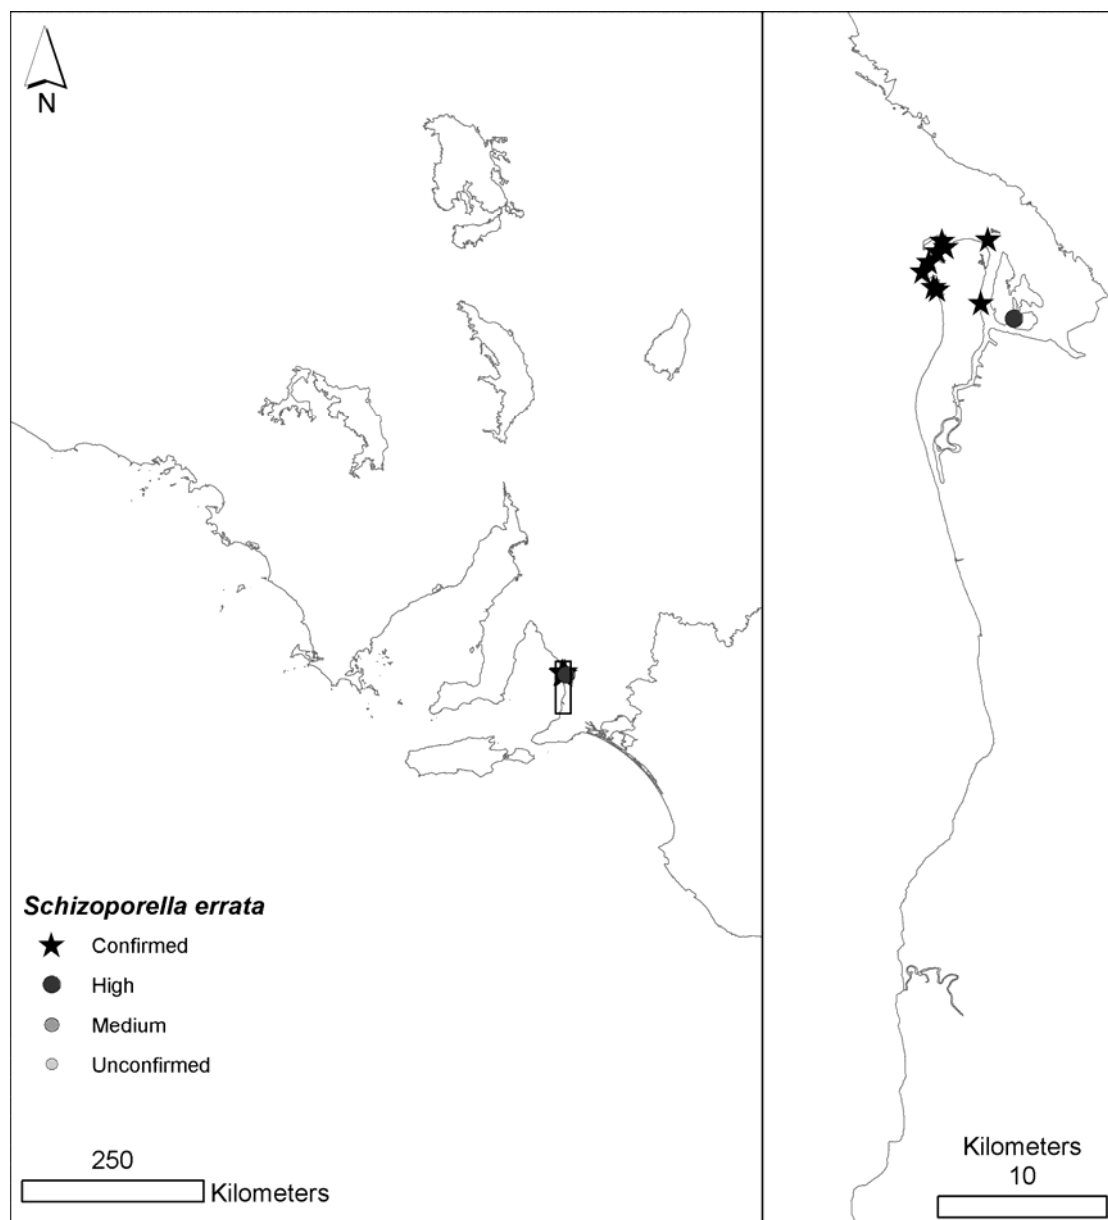 N
Schizoporella errata
Confirmed
High
Medium
Unconfirmed
250
Kilometers
Kilometers
10